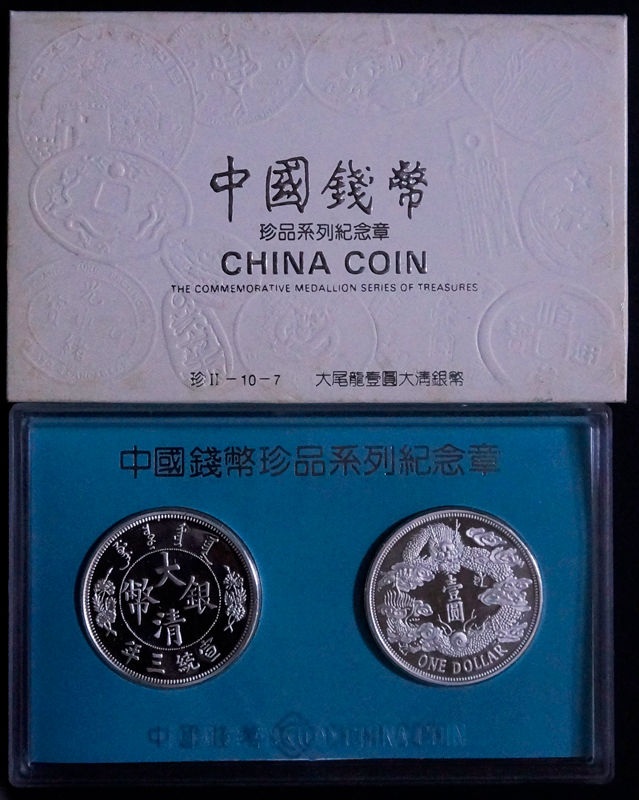 中國錢幣
珍品系列紀念章
CHINA COIN
THE COMMEMORATIVE MEDALLION SERIES OF TREASURES
珍II-10-7 大尾龍壹圓大清銀幣
中國錢幣珍品系列紀念章
大清銀幣
年三統宣
壹圓
ONE DOLLAR
CHINA COIN